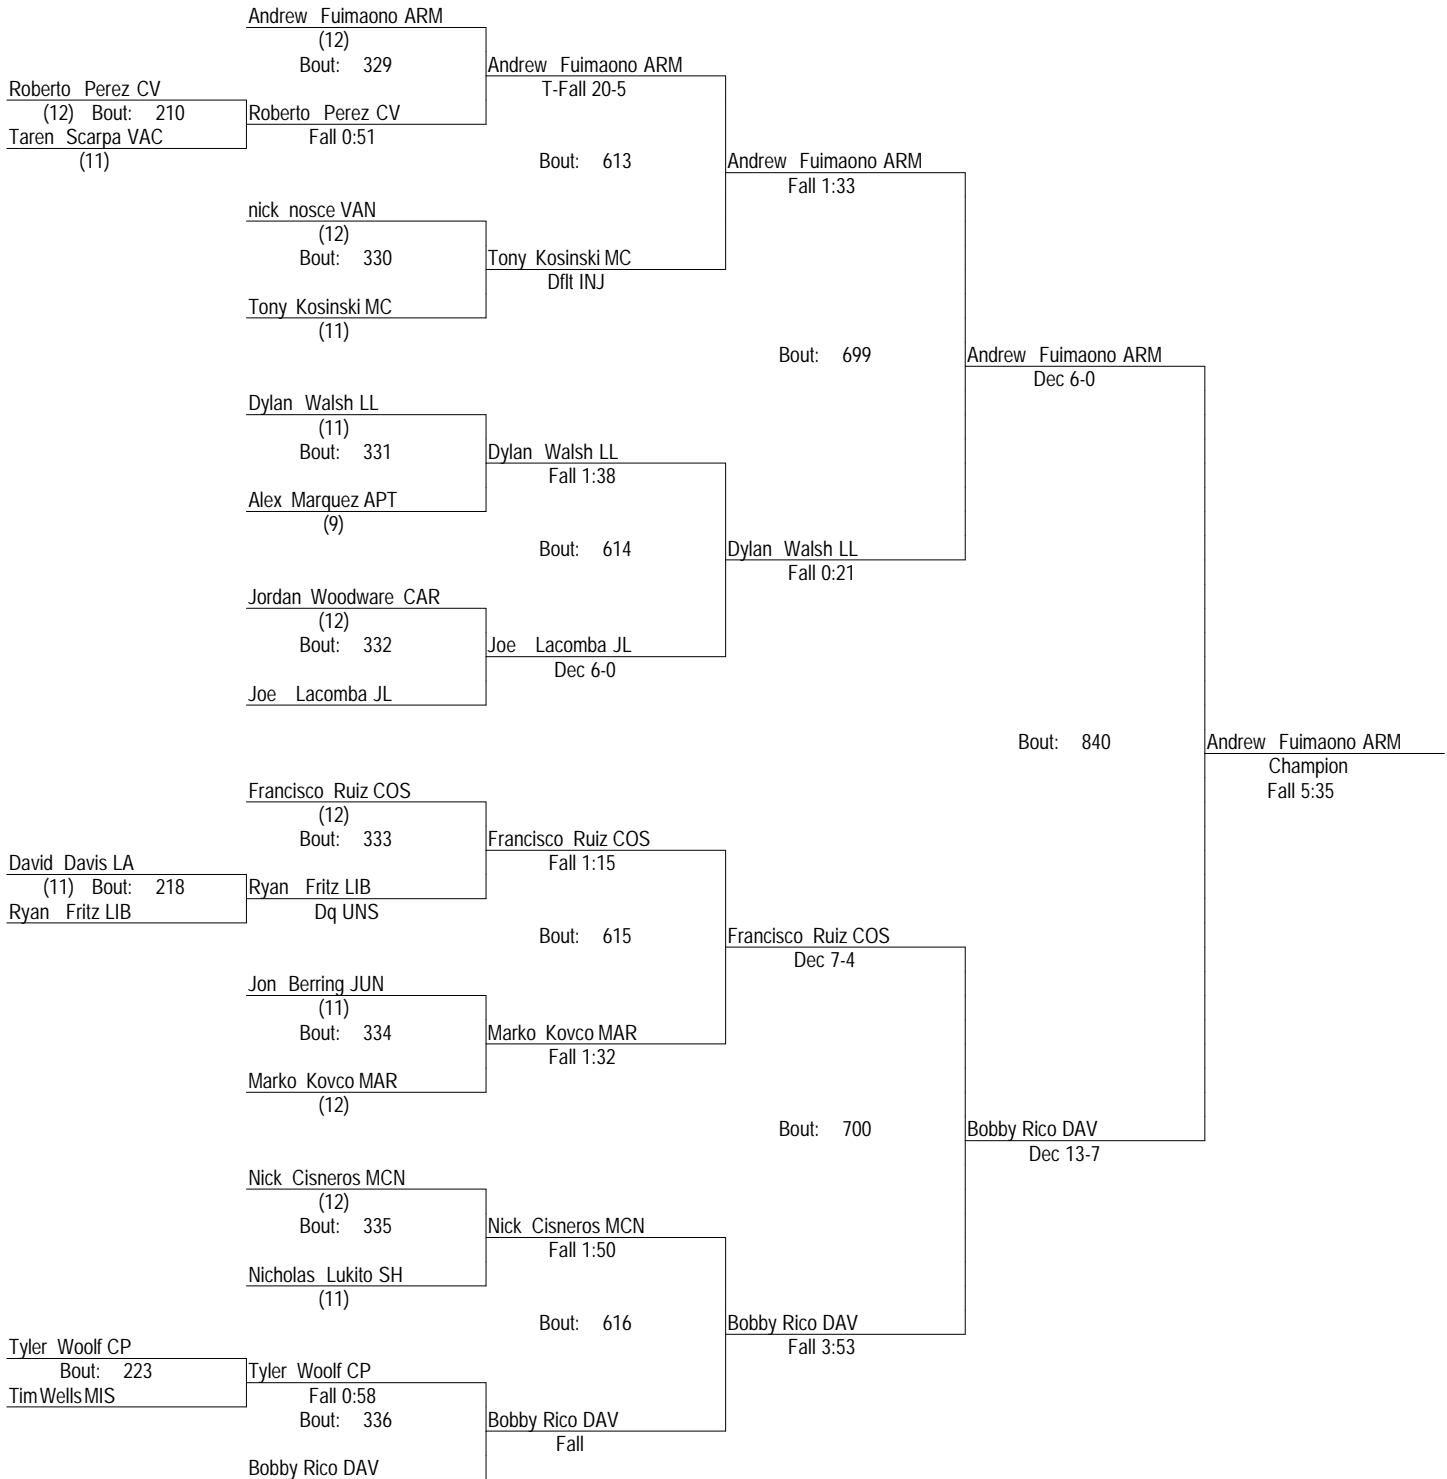 Andrew Fuimaono ARM
(12)
Bout: 329
Andrew Fuimaono ARM
T-Fall 20-5
Roberto Perez CV
(12) Bout: 210
Roberto Perez CV
Fall 0:51
Taren Scarpa VAC
(11)
Bout: 613
Andrew Fuimaono ARM
Fall 1:33
nick nosce VAN
(12)
Bout: 330
Tony Kosinski MC
Dflt INJ
Tony Kosinski MC
(11)
Bout: 699
Andrew Fuimaono ARM
Dec 6-0
Dylan Walsh LL
(11)
Bout: 331
Dylan Walsh LL
Fall 1:38
Alex Marquez APT
(9)
Bout: 614
Dylan Walsh LL
Fall 0:21
Jordan Woodware CAR
(12)
Bout: 332
Joe Lacomba JL
Dec 6-0
Joe Lacomba JL
Bout: 840
Andrew Fuimaono ARM
Champion
Fall 5:35
Francisco Ruiz COS
(12)
Bout: 333
Francisco Ruiz COS
Fall 1:15
David Davis LA
(11) Bout: 218
Ryan Fritz LIB
Dq UNS
Ryan Fritz LIB
Bout: 615
Francisco Ruiz COS
Dec 7-4
Jon Berring JUN
(11)
Bout: 334
Marko Kovco MAR
Fall 1:32
Marko Kovco MAR
(12)
Bout: 700
Bobby Rico DAV
Dec 13-7
Nick Cisneros MCN
(12)
Bout: 335
Nick Cisneros MCN
Fall 1:50
Nicholas Lukito SH
(11)
Bout: 616
Bobby Rico DAV
Fall 3:53
Tyler Woolf CP
Bout: 223
Tyler Woolf CP
Fall 0:58
Tim Wells MIS
Bout: 336
Bobby Rico DAV
Fall
Bobby Rico DAV